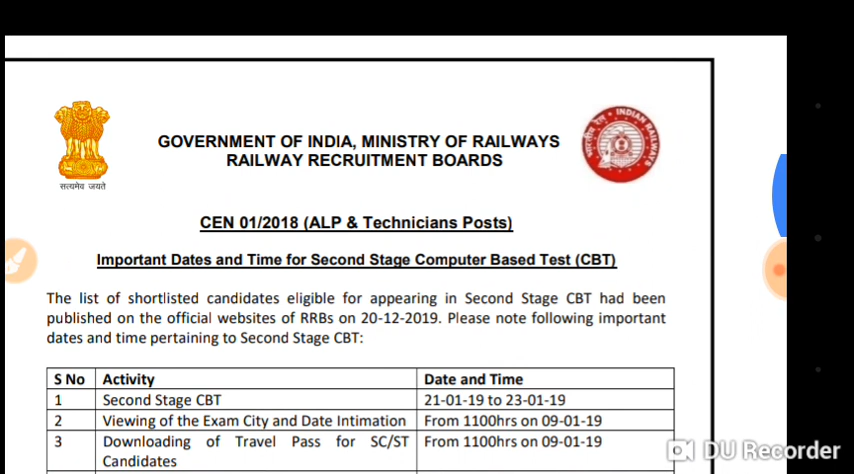 सत्यमेव जयते
GOVERNMENT OF INDIA, MINISTRY OF RAILWAYS
RAILWAY RECRUITMENT BOARDS
INDIAN RAILWAYS
भारतीय रेल
CEN 01/2018 (ALP & Technicians Posts)
Important Dates and Time for Second Stage Computer Based Test (CBT)
The list of shortlisted candidates eligible for appearing in Second Stage CBT had been
published on the official websites of RRBs on 20-12-2019. Please note following important
dates and time pertaining to Second Stage CBT:
S No Activity Date and Time
1 Second Stage CBT 21-01-19 to 23-01-19
2 Viewing of the Exam City and Date Intimation From 1100hrs on 09-01-19
3 Downloading of Travel Pass for SC/ST From 1100hrs on 09-01-19
Candidates
DU Recorder